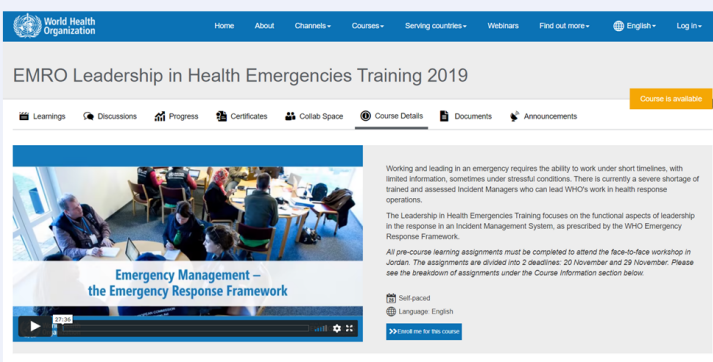 World Health
Organization
Home About Channels Courses Serving countries Webinars Find out more English Log in
EMRO Leadership in Health Emergencies Training 2019
Course is available
Learnings Discussions Progress Certificates Collab Space Course Details Documents Announcements
Working and leading in an emergency requires the ability to work under short timelines, with
limited information, sometimes under stressful conditions. There is currently a severe shortage of
trained and assessed Incident Managers who can lead WHO's work in health response
operations.
The Leadership in Health Emergencies Training focuses on the functional aspects of leadership
in the response in an Incident Management System, as prescribed by the WHO Emergency
Response Framework.
All pre-course learning assignments must be completed to attend the face-to-face workshop in
Jordan. The assignments are divided into 2 deadlines: 20 November and 29 November. Please
see the breakdown of assignments under the Course Information section below.
Emergency Management –
the Emergency Response Framework
27:36
Self-paced
Language: English
Enroll me for this course